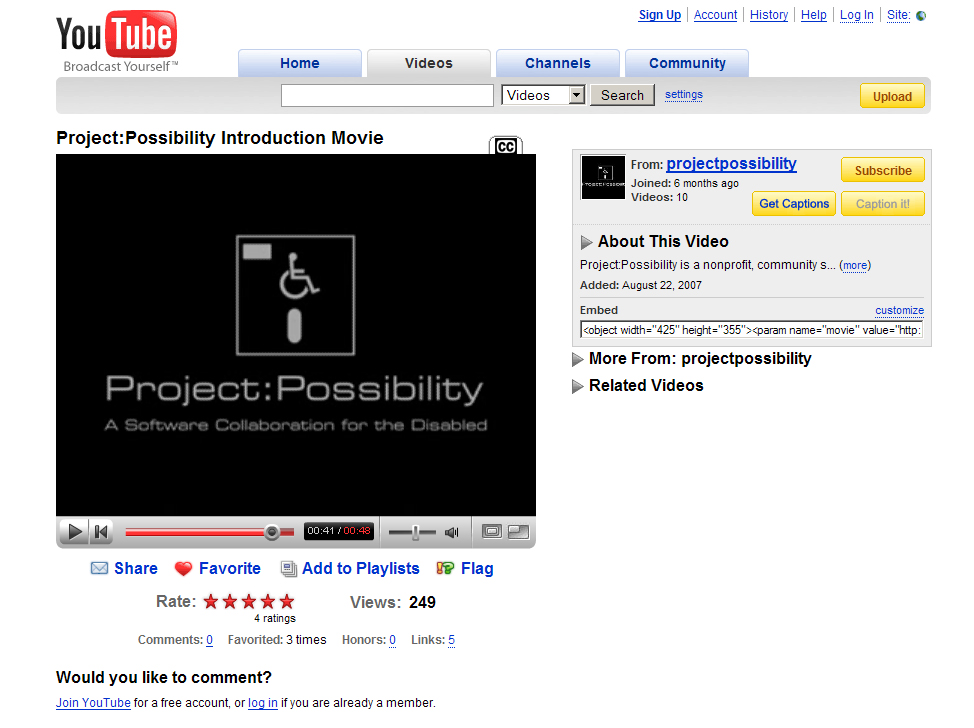 You Tube
Broadcast Yourself™
Sign Up Account History Help Log In Site:
Home Videos Channels Community
Videos Search settings Upload
Project:Possibility Introduction Movie
CC
Project:Possibility
A Software Collaboration for the Disabled
00:41 / 00:48
Share Favorite Add to Playlists Flag
Rate: Views: 249
4 ratings
Comments: 0 Favorited: 3 times Honors: 0 Links: 5
Would you like to comment?
Join YouTube for a free account, or log in if you are already a member.
From: projectpossibility Subscribe
Joined: 6 months ago
Videos: 10
Get Captions Caption it!
About This Video
Project:Possibility is a nonprofit, community s... (more)
Added: August 22, 2007
Embed customize
<object width="425" height="355"><param name="movie" value="http:
More From: projectpossibility
Related Videos